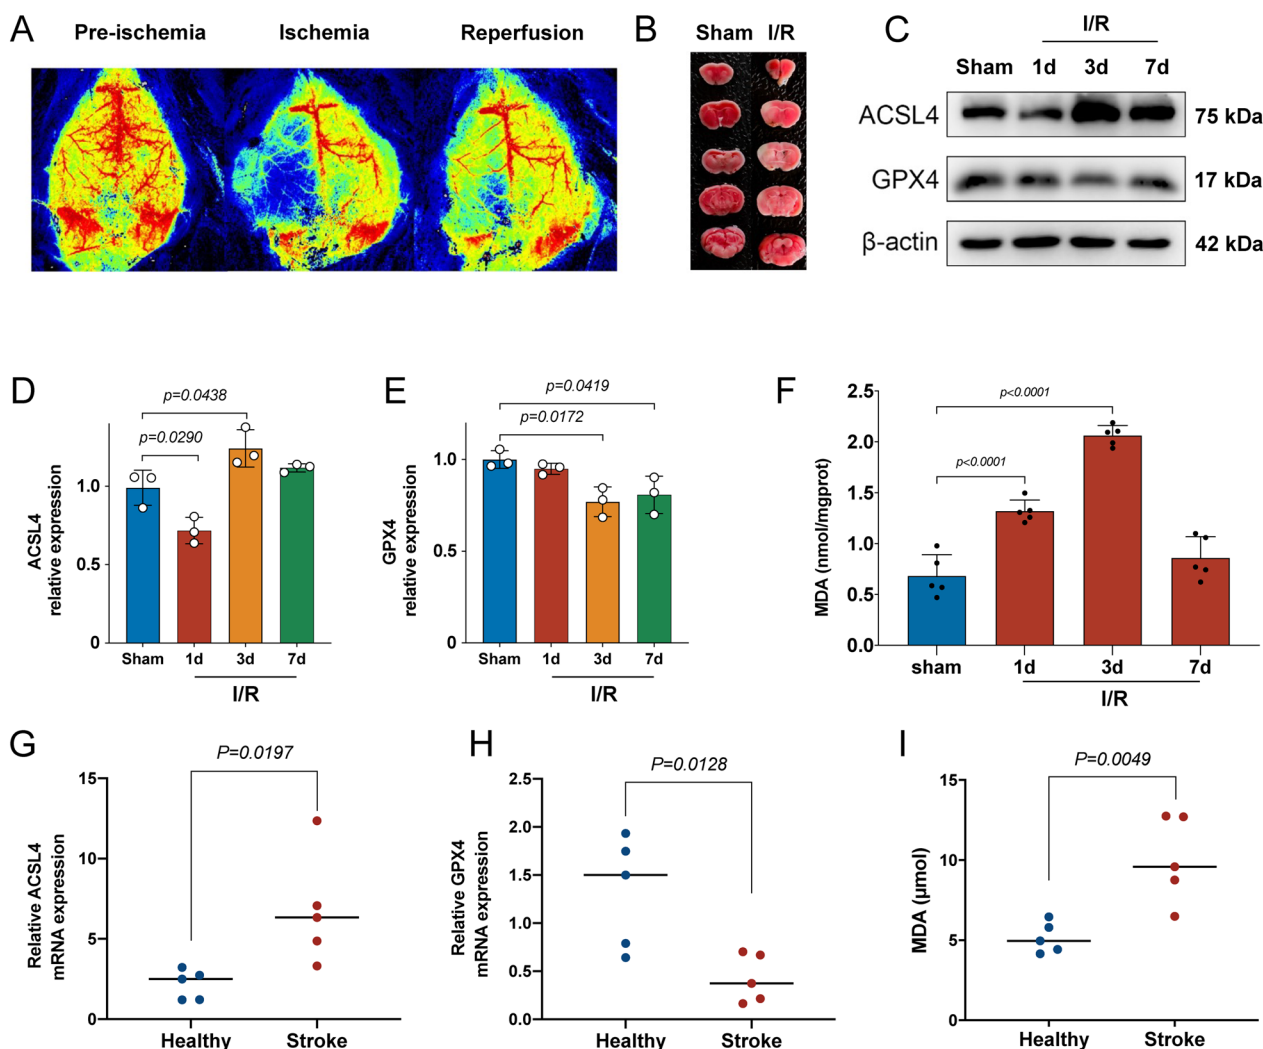 A
Pre-ischemia
Ischemia
Reperfusion
B
Sham I/R
C
I/R
Sham 1d 3d 7d
ACSL4
75 kDa
GPX4
17 kDa
β-actin
42 kDa
D
p=0.0438
p=0.0290
ACSL4
relative expression
1.0
0.5
0
Sham 1d 3d 7d
I/R
E
p=0.0419
p=0.0172
GPX4
relative expression
1.0
0.5
0
Sham 1d 3d 7d
I/R
F
p<0.0001
p<0.0001
MDA (nmol/mgprot)
2.5
2.0
1.5
1.0
0.5
0.0
sham 1d 3d 7d
I/R
G
P=0.0197
Relative ACSL4
mRNA expression
15
10
5
0
Healthy Stroke
H
P=0.0128
Relative GPX4
mRNA expression
2.5
2.0
1.5
1.0
0.5
0.0
Healthy Stroke
I
P=0.0049
MDA (μmol)
15
10
5
0
Healthy Stroke